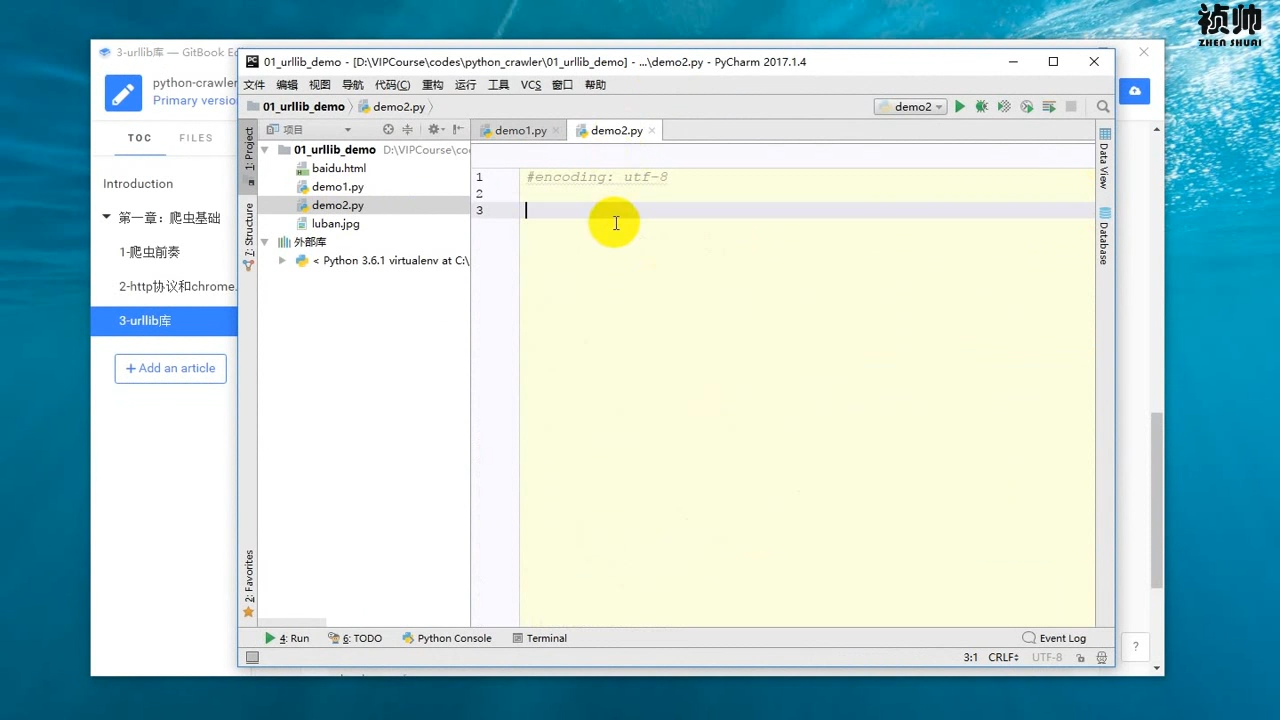 祯帅
ZHEN SHUAI
3-urllib库 — GitBook Ed
python-crawler
Primary versio
TOC FILES
Introduction
第一章：爬虫基础
1-爬虫前奏
2-http协议和chrome.
3-urllib库
+ Add an article
01_urllib_demo - [D:\VIPCourse\codes\python_crawler\01_urllib_demo] - ...\demo2.py - PyCharm 2017.1.4
文件 编辑 视图 导航 代码(C) 重构 运行 工具 VCS 窗口 帮助
01_urllib_demo demo2.py demo2
1: Project
项目
demo1.py demo2.py
01_urllib_demo D:\VIPCourse\co
baidu.html
demo1.py
demo2.py
luban.jpg
外部库
< Python 3.6.1 virtualenv at C:\
7: Structure
2: Favorites
1 #encoding: utf-8
2
3
Data View
Database
4: Run 6: TODO Python Console Terminal Event Log
3:1 CRLF UTF-8
?